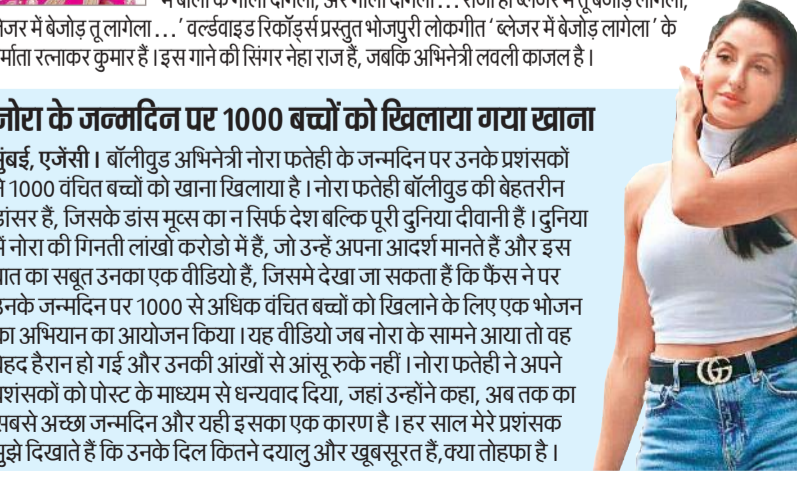 में बोला के गोली दागेला, अरे गोली दागेला... राजा हो ब्लेजर में तू बेजोड़ लागेला,
लेजर में बेजोड़ तू लागेला...’ वर्ल्डवाइड रिकॉर्ड्स प्रस्तुत भोजपुरी लोकगीत ‘ ब्लेजर में बेजोड़ लागेला ’ के
र्माता रत्नाकर कुमार हैं। इस गाने की सिंगर नेहा राज हैं, जबकि अभिनेत्री लवली काजल है।
नोरा के जन्मदिन पर 1000 बच्चों को खिलाया गया खाना
मुंबई, एजेंसी। बॉलीवुड अभिनेत्री नोरा फतेही के जन्मदिन पर उनके प्रशंसकों
ने 1000 वंचित बच्चों को खाना खिलाया है। नोरा फतेही बॉलीवुड की बेहतरीन
डांसर हैं, जिसके डांस मूव्स का न सिर्फ देश बल्कि पूरी दुनिया दीवानी हैं। दुनिया
में नोरा की गिनती लांखो करोडो में हैं, जो उन्हें अपना आदर्श मानते हैं और इस
बात का सबूत उनका एक वीडियो हैं, जिसमे देखा जा सकता हैं कि फैंस ने पर
उनके जन्मदिन पर 1000 से अधिक वंचित बच्चों को खिलाने के लिए एक भोजन
का अभियान का आयोजन किया। यह वीडियो जब नोरा के सामने आया तो वह
बेहद हैरान हो गई और उनकी आंखों से आंसू रुके नहीं। नोरा फतेही ने अपने
प्रशंसकों को पोस्ट के माध्यम से धन्यवाद दिया, जहां उन्होंने कहा, अब तक का
सबसे अच्छा जन्मदिन और यही इसका एक कारण है। हर साल मेरे प्रशंसक
मुझे दिखाते हैं कि उनके दिल कितने दयालु और खूबसूरत हैं, क्या तोहफा है।